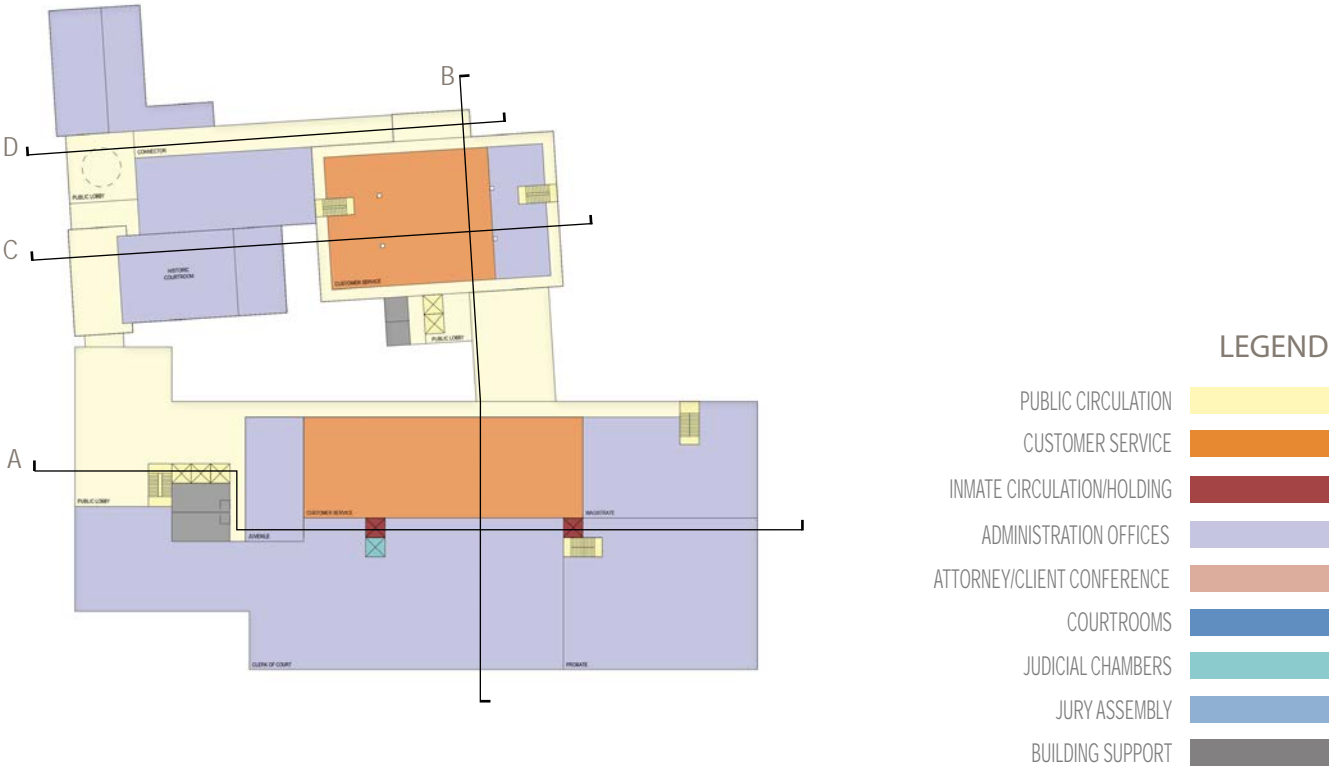 B
D
CONNECTOR
PUBLIC LOBBY
C
HISTORIC
COURTROOM
CUSTOMER SERVICE
PUBLIC LOBBY
A
PUBLIC LOBBY
CUSTOMER SERVICE
MAGISTRATE
JUVENILE
CLERK OF COURT
PROBATE
LEGEND
PUBLIC CIRCULATION
CUSTOMER SERVICE
INMATE CIRCULATION/HOLDING
ADMINISTRATION OFFICES
ATTORNEY/CLIENT CONFERENCE
COURTROOMS
JUDICIAL CHAMBERS
JURY ASSEMBLY
BUILDING SUPPORT